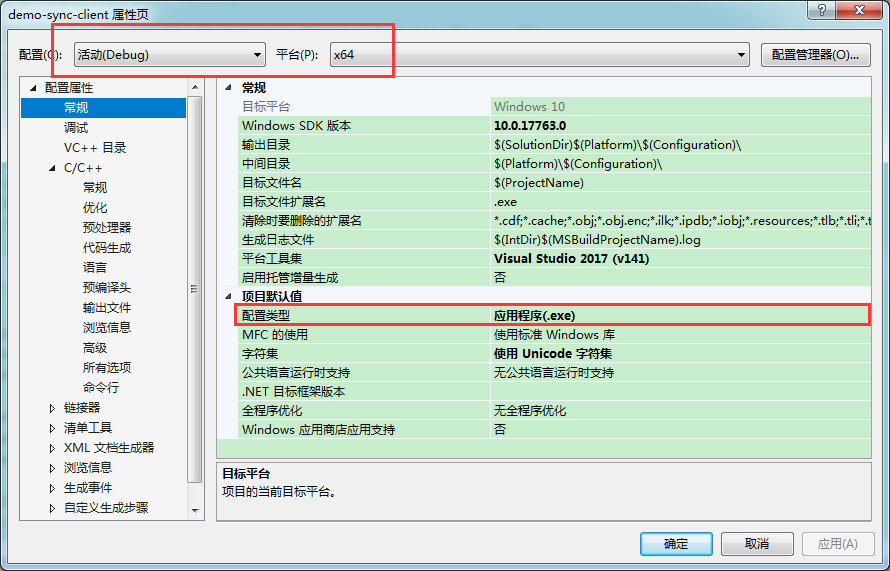 demo-sync-client 属性页
配置(C): 活动(Debug) 平台(P): x64 配置管理器(O)...
配置属性
常规
调试
VC++ 目录
C/C++
常规
优化
预处理器
代码生成
语言
预编译头
输出文件
浏览信息
高级
所有选项
命令行
链接器
清单工具
XML 文档生成器
浏览信息
生成事件
自定义生成步骤
常规
目标平台 Windows 10
Windows SDK 版本 10.0.17763.0
输出目录 $(SolutionDir)$(Platform)\$(Configuration)\
中间目录 $(Platform)\$(Configuration)\
目标文件名 $(ProjectName)
目标文件扩展名 .exe
清除时要删除的扩展名 *.cdf;*.cache;*.obj;*.obj.enc;*.ilk;*.ipdb;*.iobj;*.resources;*.tlb;*.tli;*.t
生成日志文件 $(IntDir)$(MSBuildProjectName).log
平台工具集 Visual Studio 2017 (v141)
启用托管增量生成 否
项目默认值
配置类型 应用程序(.exe)
MFC 的使用 使用标准 Windows 库
字符集 使用 Unicode 字符集
公共语言运行时支持 无公共语言运行时支持
.NET 目标框架版本
全程序优化 无全程序优化
Windows 应用商店应用支持 否
目标平台
项目的当前目标平台。
确定 取消 应用(A)